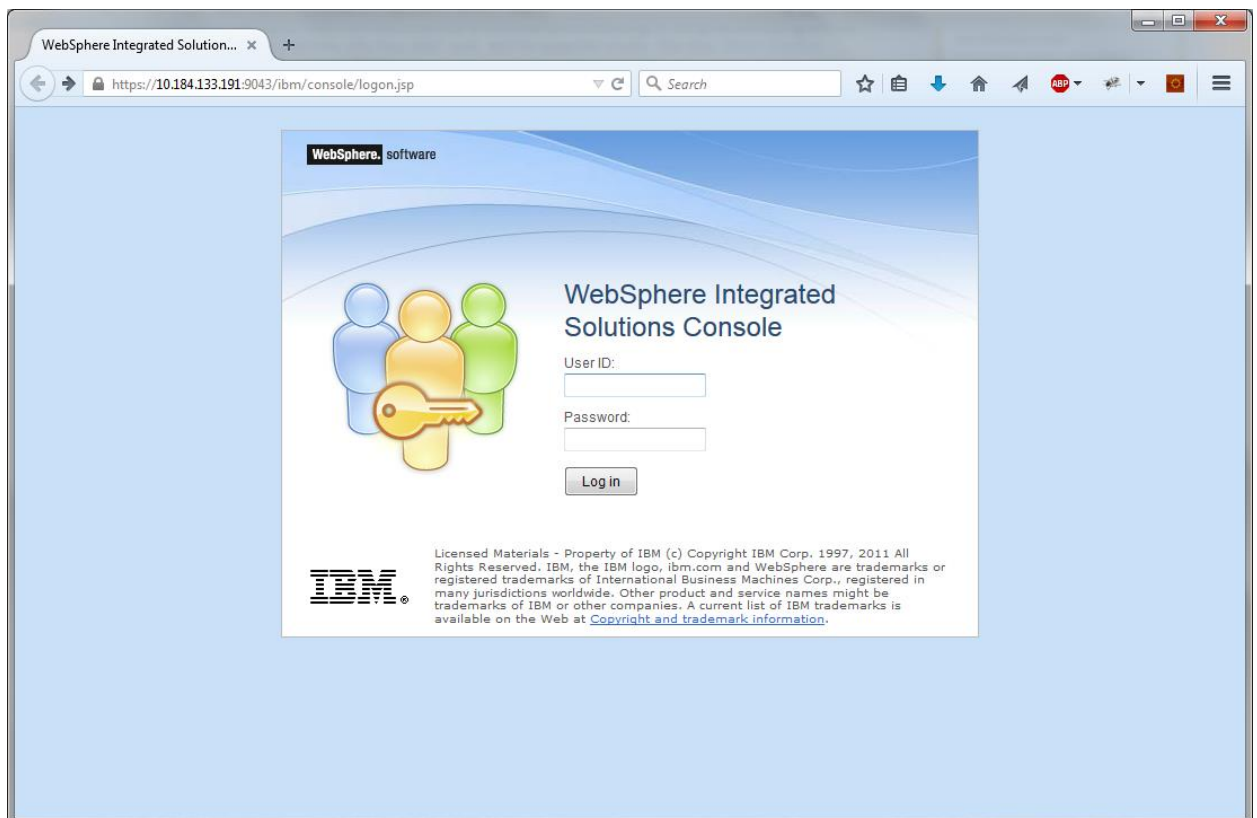 WebSphere Integrated Solution...
https://10.184.133.191:9043/ibm/console/logon.jsp
Search
ABP
WebSphere. software
WebSphere Integrated
Solutions Console
User ID:
Password:
Log in
IBM®
Licensed Materials - Property of IBM (c) Copyright IBM Corp. 1997, 2011 All
Rights Reserved. IBM, the IBM logo, ibm.com and WebSphere are trademarks or
registered trademarks of International Business Machines Corp., registered in
many jurisdictions worldwide. Other product and service names might be
trademarks of IBM or other companies. A current list of IBM trademarks is
available on the Web at Copyright and trademark information.